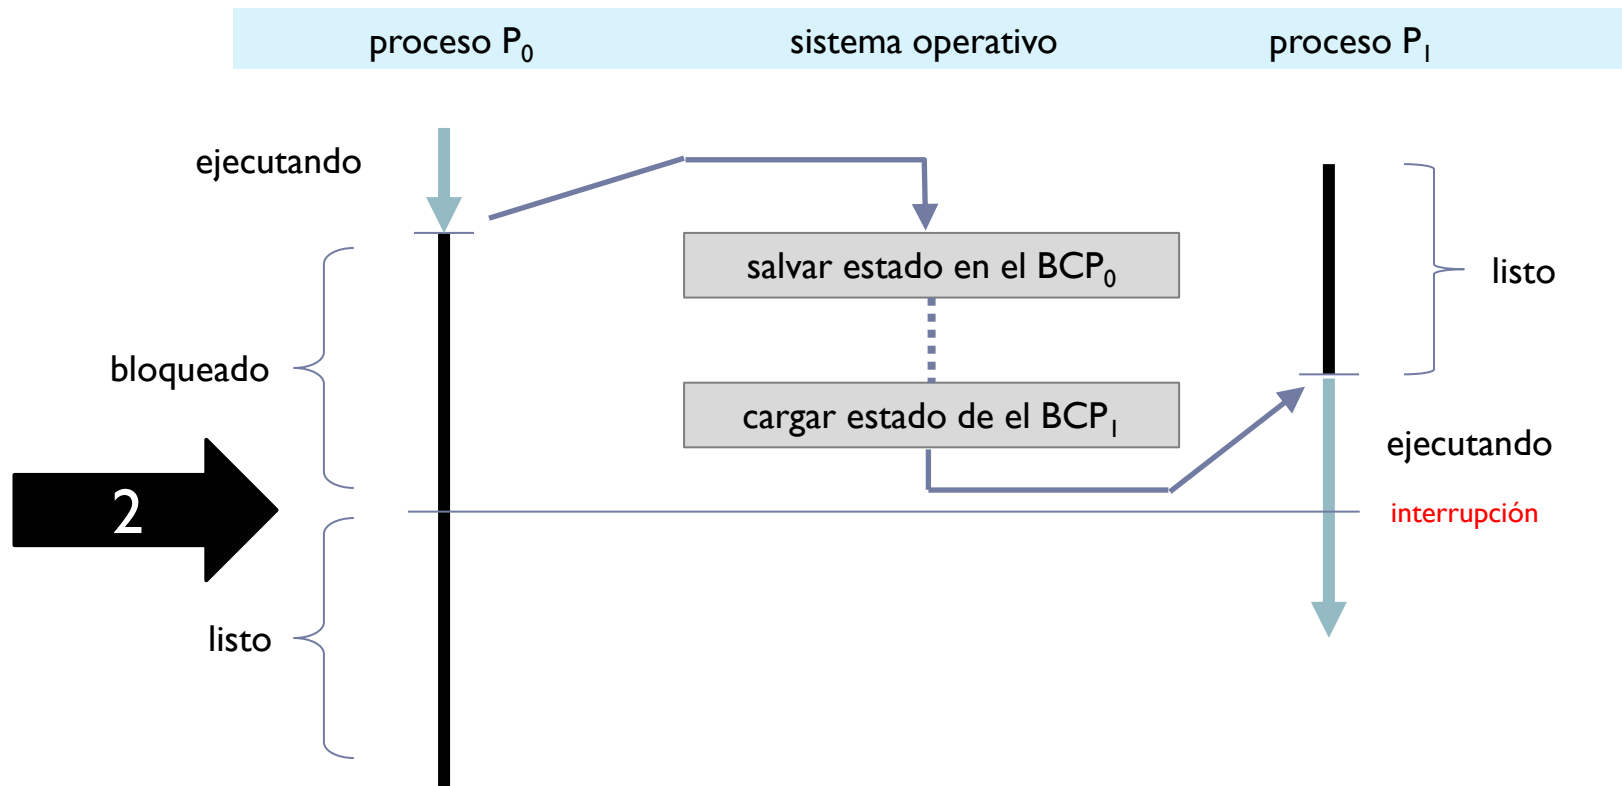 proceso P₀ sistema operativo proceso P₁
ejecutando
salvar estado en el BCP₀
listo
bloqueado
cargar estado de el BCP₁
ejecutando
2
interrupción
listo